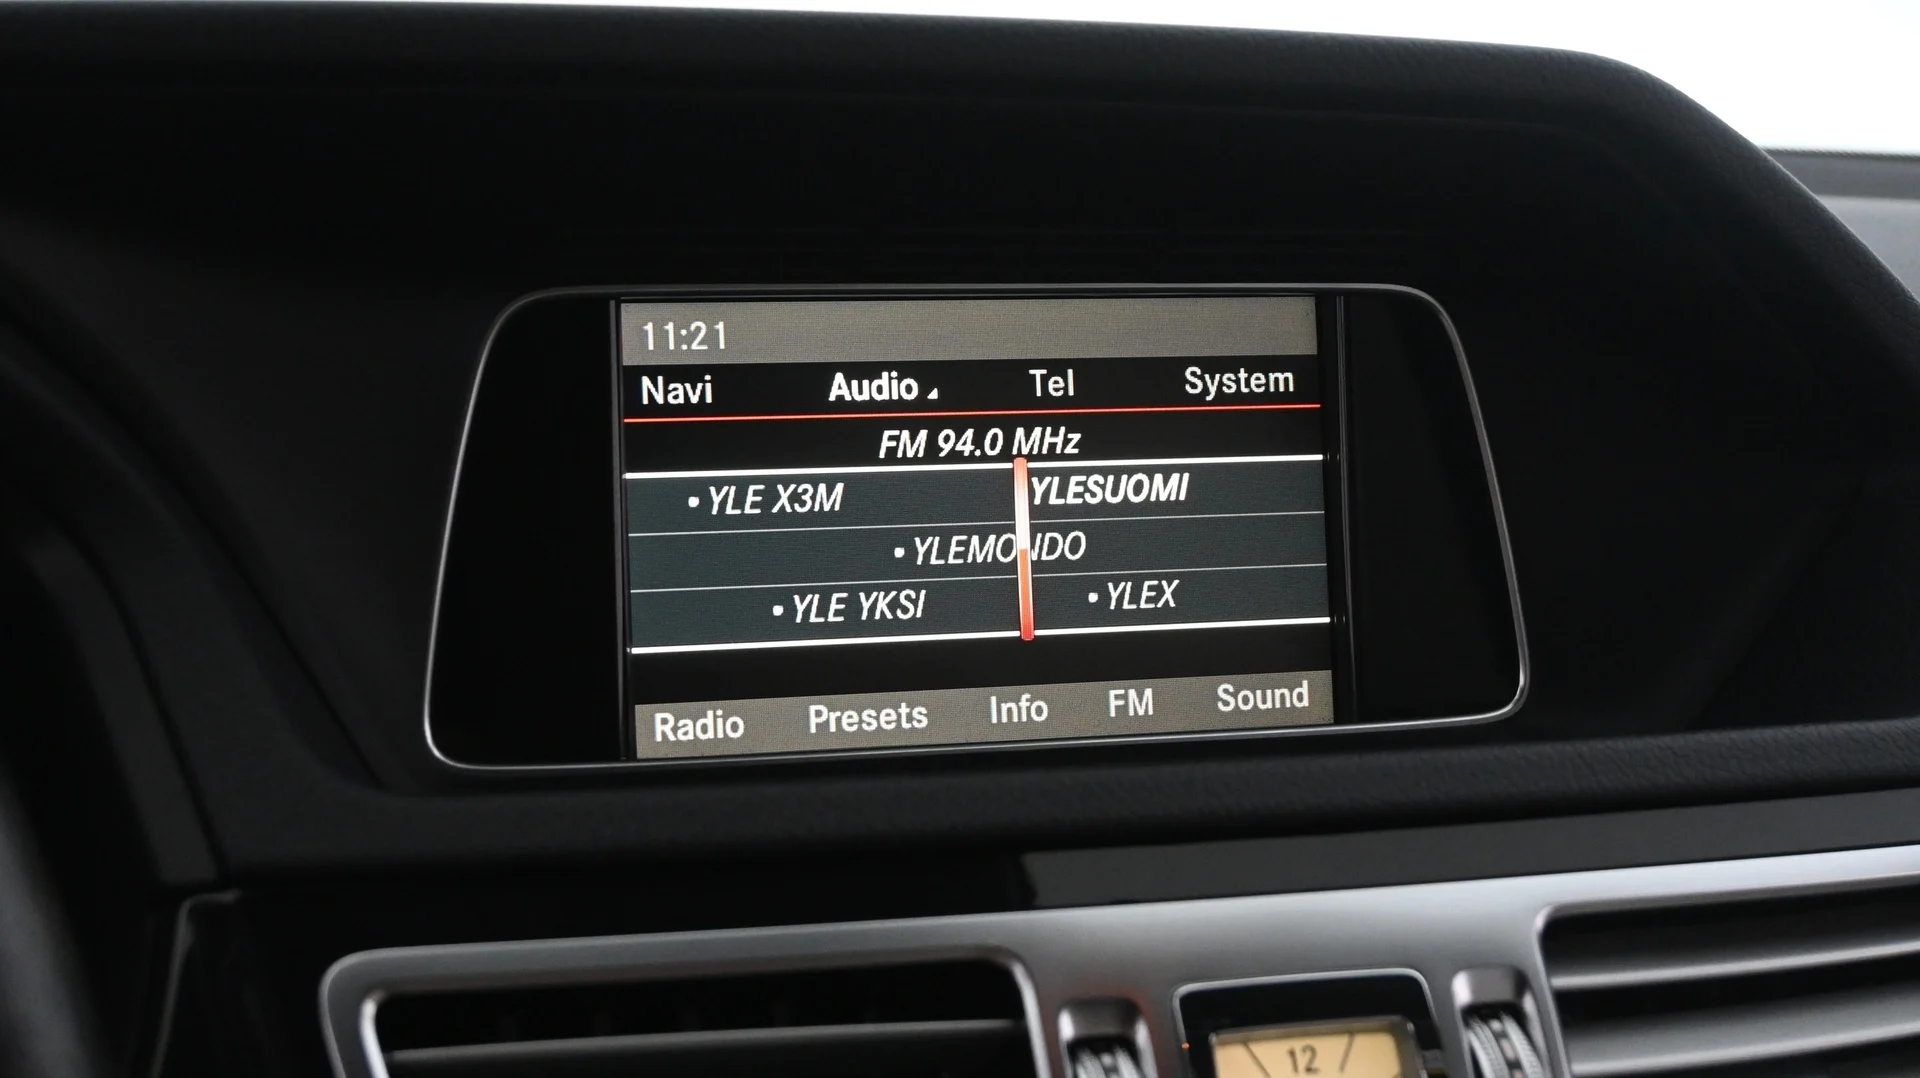 11:21
Navi Audio Tel System
FM 94.0 MHz
• YLE X3M YLESUOMI
• YLEMONDO
• YLE YKSI • YLEX
Radio Presets Info FM Sound
12